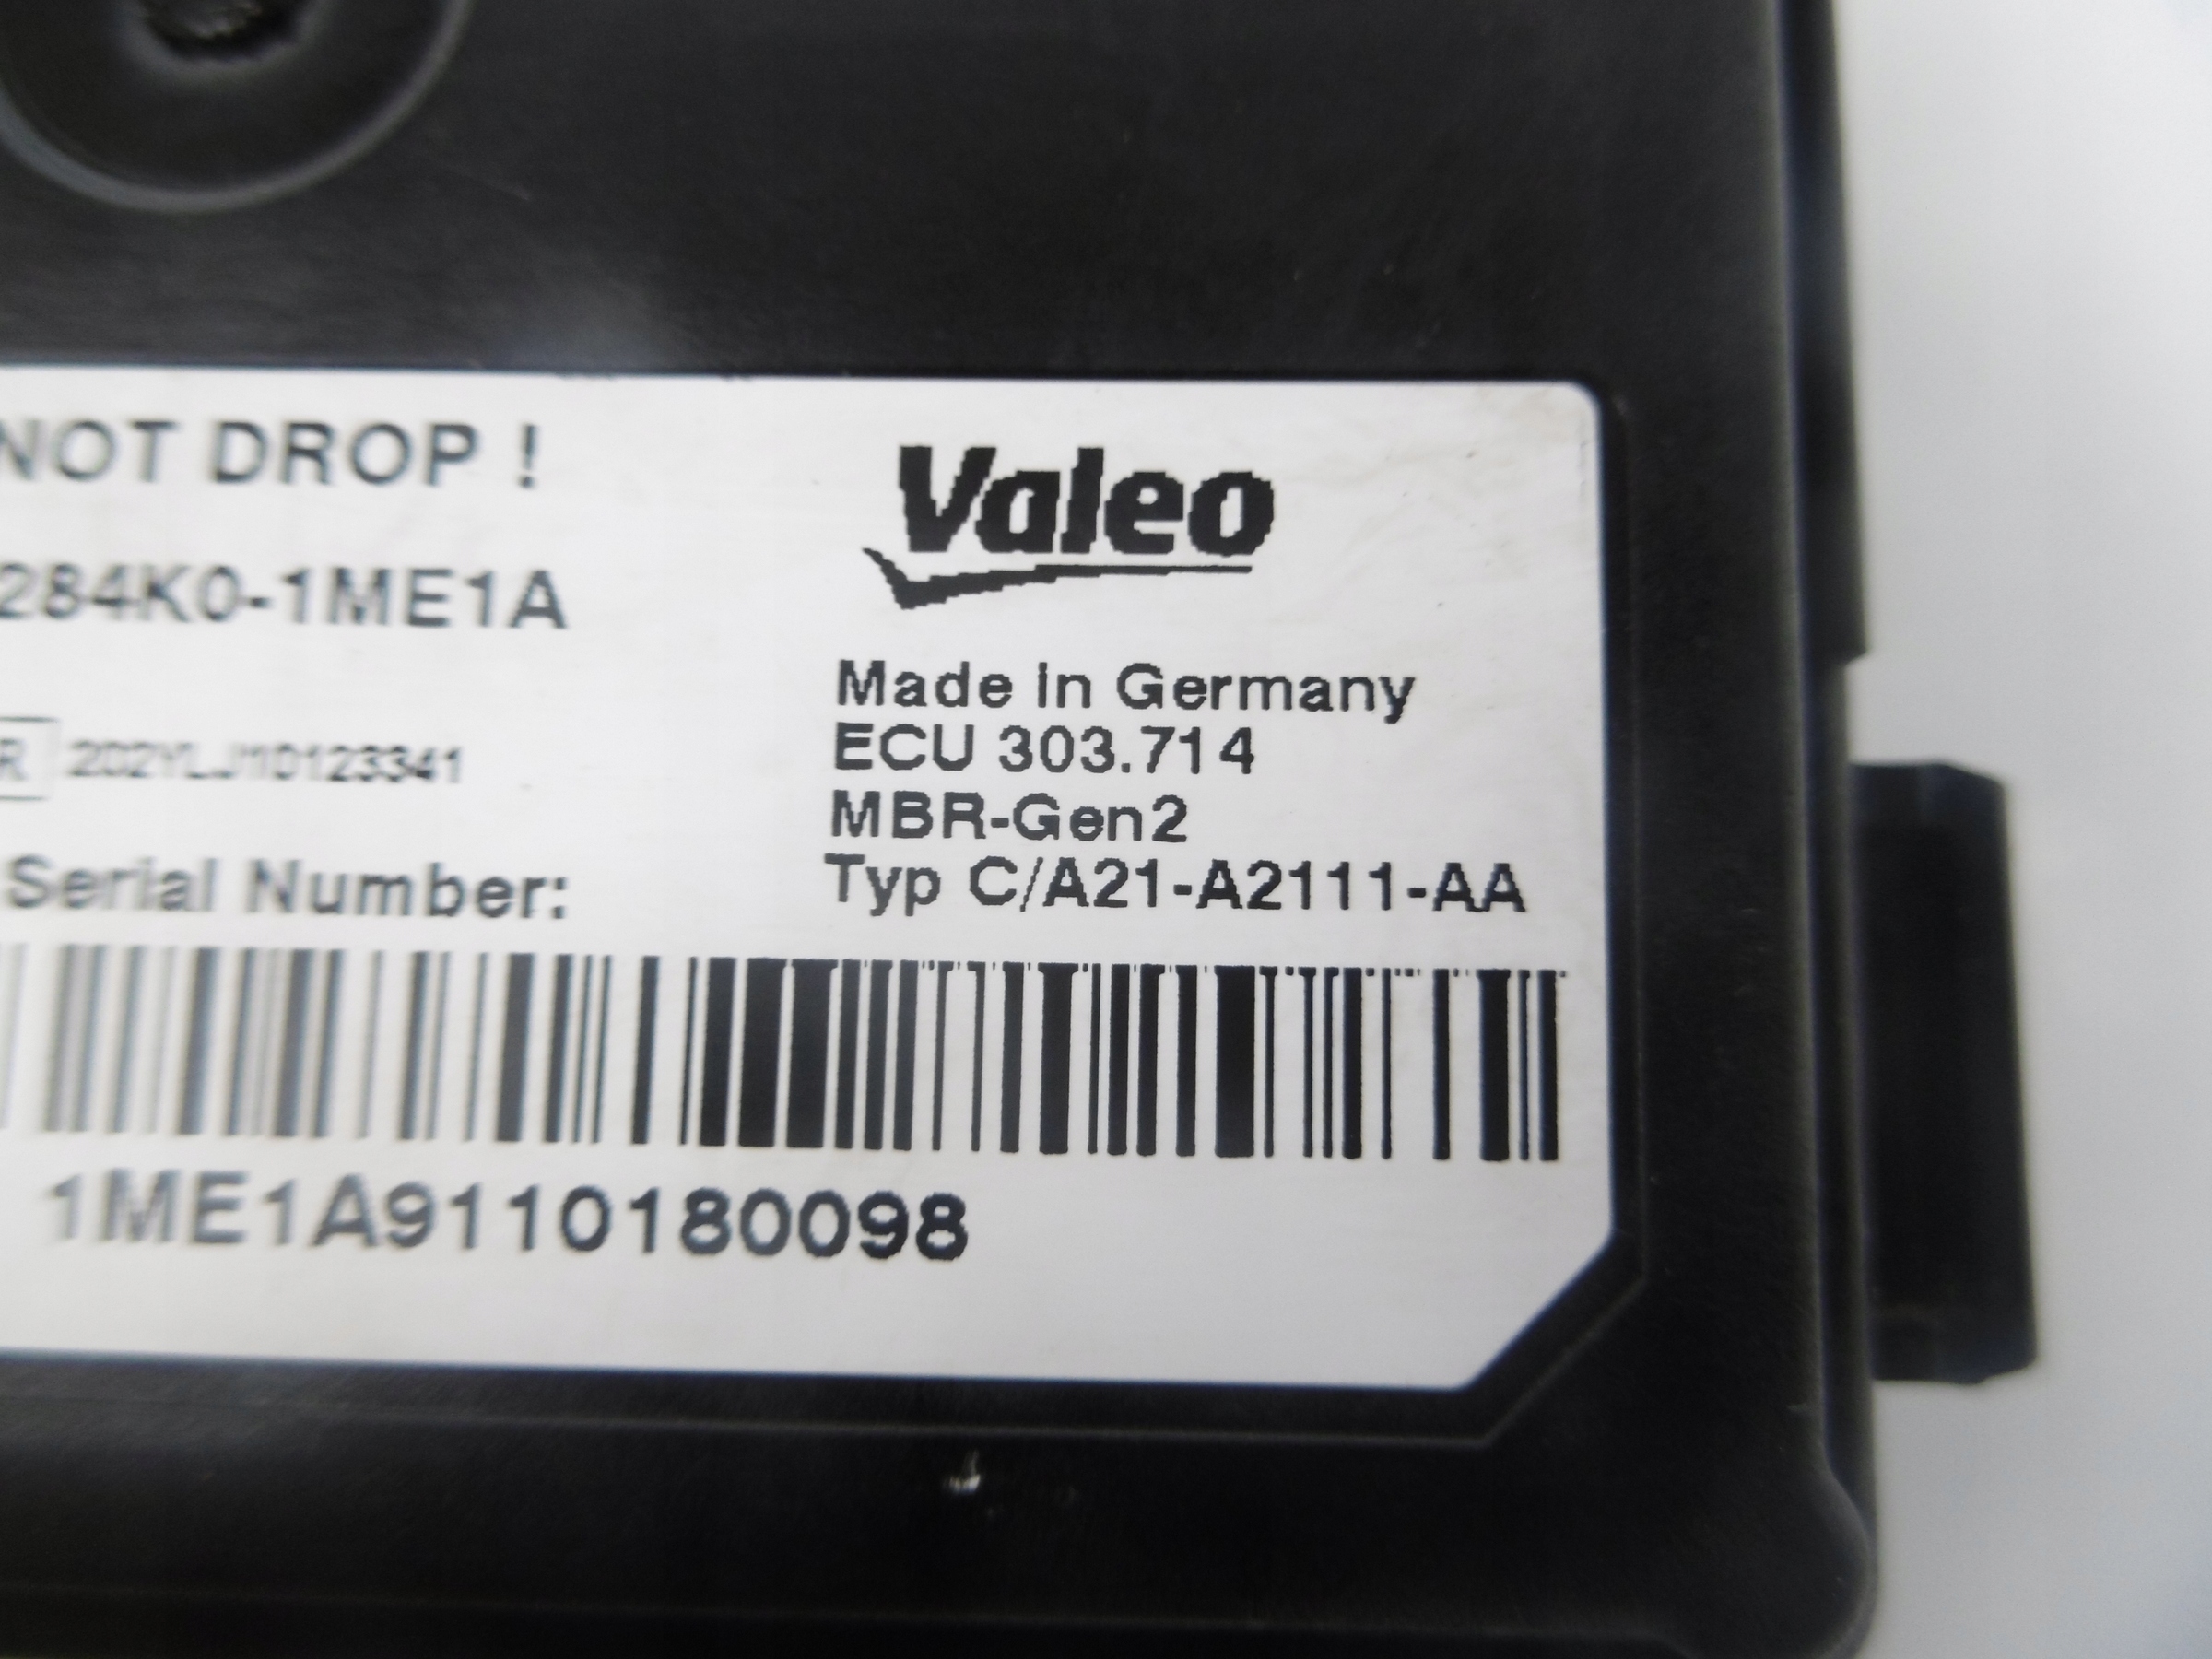 NOT DROP !
Valeo
284K0-1ME1A
Made in Germany
ECU 303.714
R 202YLJ10123341
MBR-Gen2
Serial Number:
Typ C/A21-A2111-AA
1ME1A9110180098